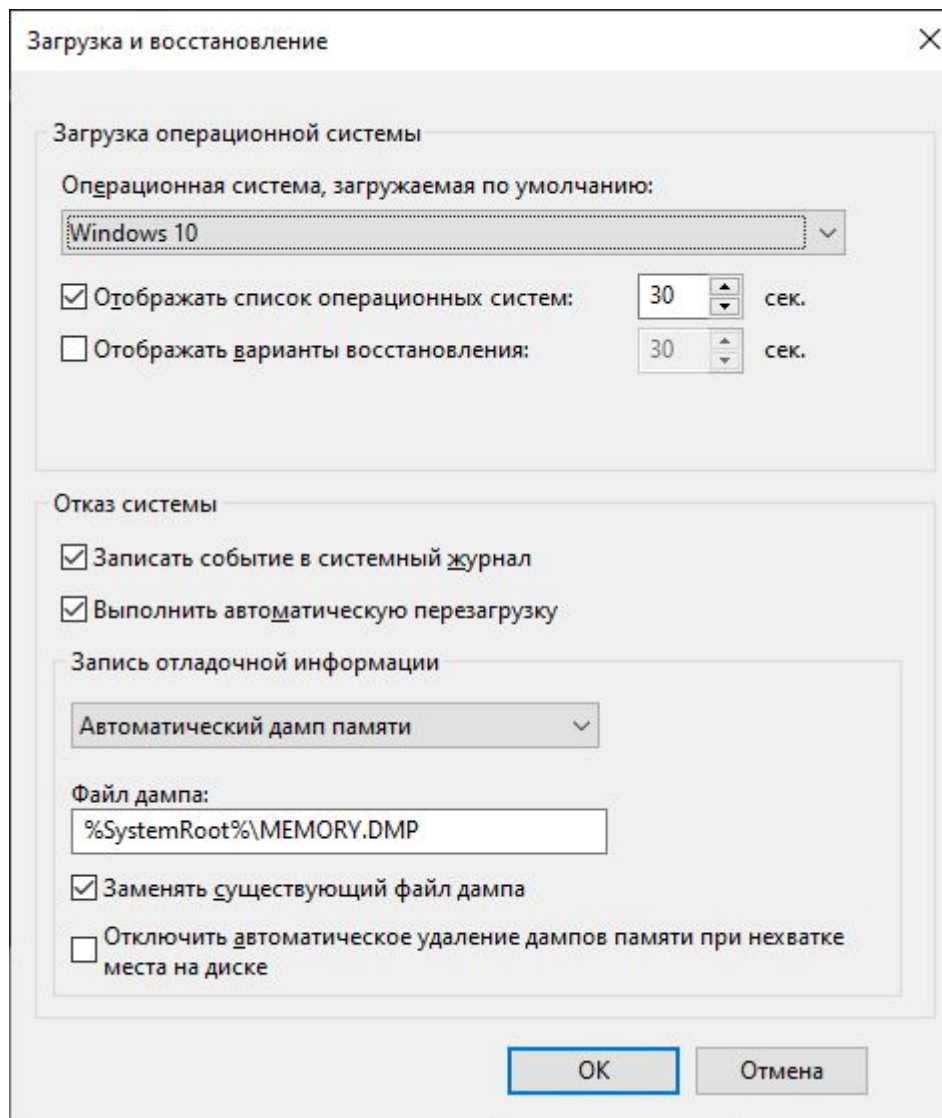 Загрузка и восстановление
Загрузка операционной системы
Операционная система, загружаемая по умолчанию:
Windows 10
Отображать список операционных систем: 30 сек.
Отображать варианты восстановления: 30 сек.
Отказ системы
Записать событие в системный журнал
Выполнить автоматическую перезагрузку
Запись отладочной информации
Автоматический дамп памяти
Файл дампа:
%SystemRoot%\MEMORY.DMP
Заменять существующий файл дампа
Отключить автоматическое удаление дампов памяти при нехватке
места на диске
ОК Отмена